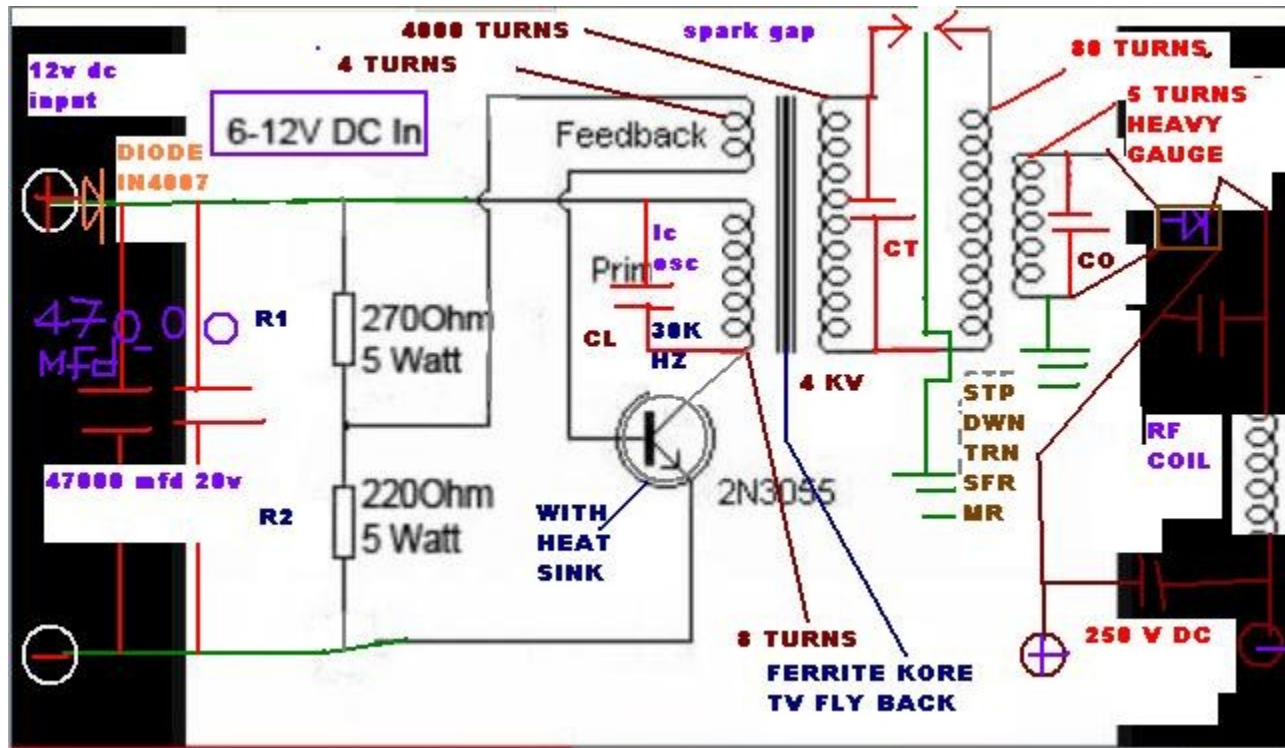 4000 TURNS
spark gap
4 TURNS
80 TURNS
12v dc
input
5 TURNS
HEAVY
GAUGE
6-12V DC In
Feedback
DIODE
IN4007
Ic
osc
Prim
CT
CO
4700
Mfd
R1
270Ohm
5 Watt
CL
30K
HZ
4 KV
STP
DWN
TRN
SFR
MR
RF
COIL
47000 mfd 20v
R2
220Ohm
5 Watt
2N3055
WITH
HEAT
SINK
8 TURNS
250 V DC
FERRITE KORE
TV FLY BACK